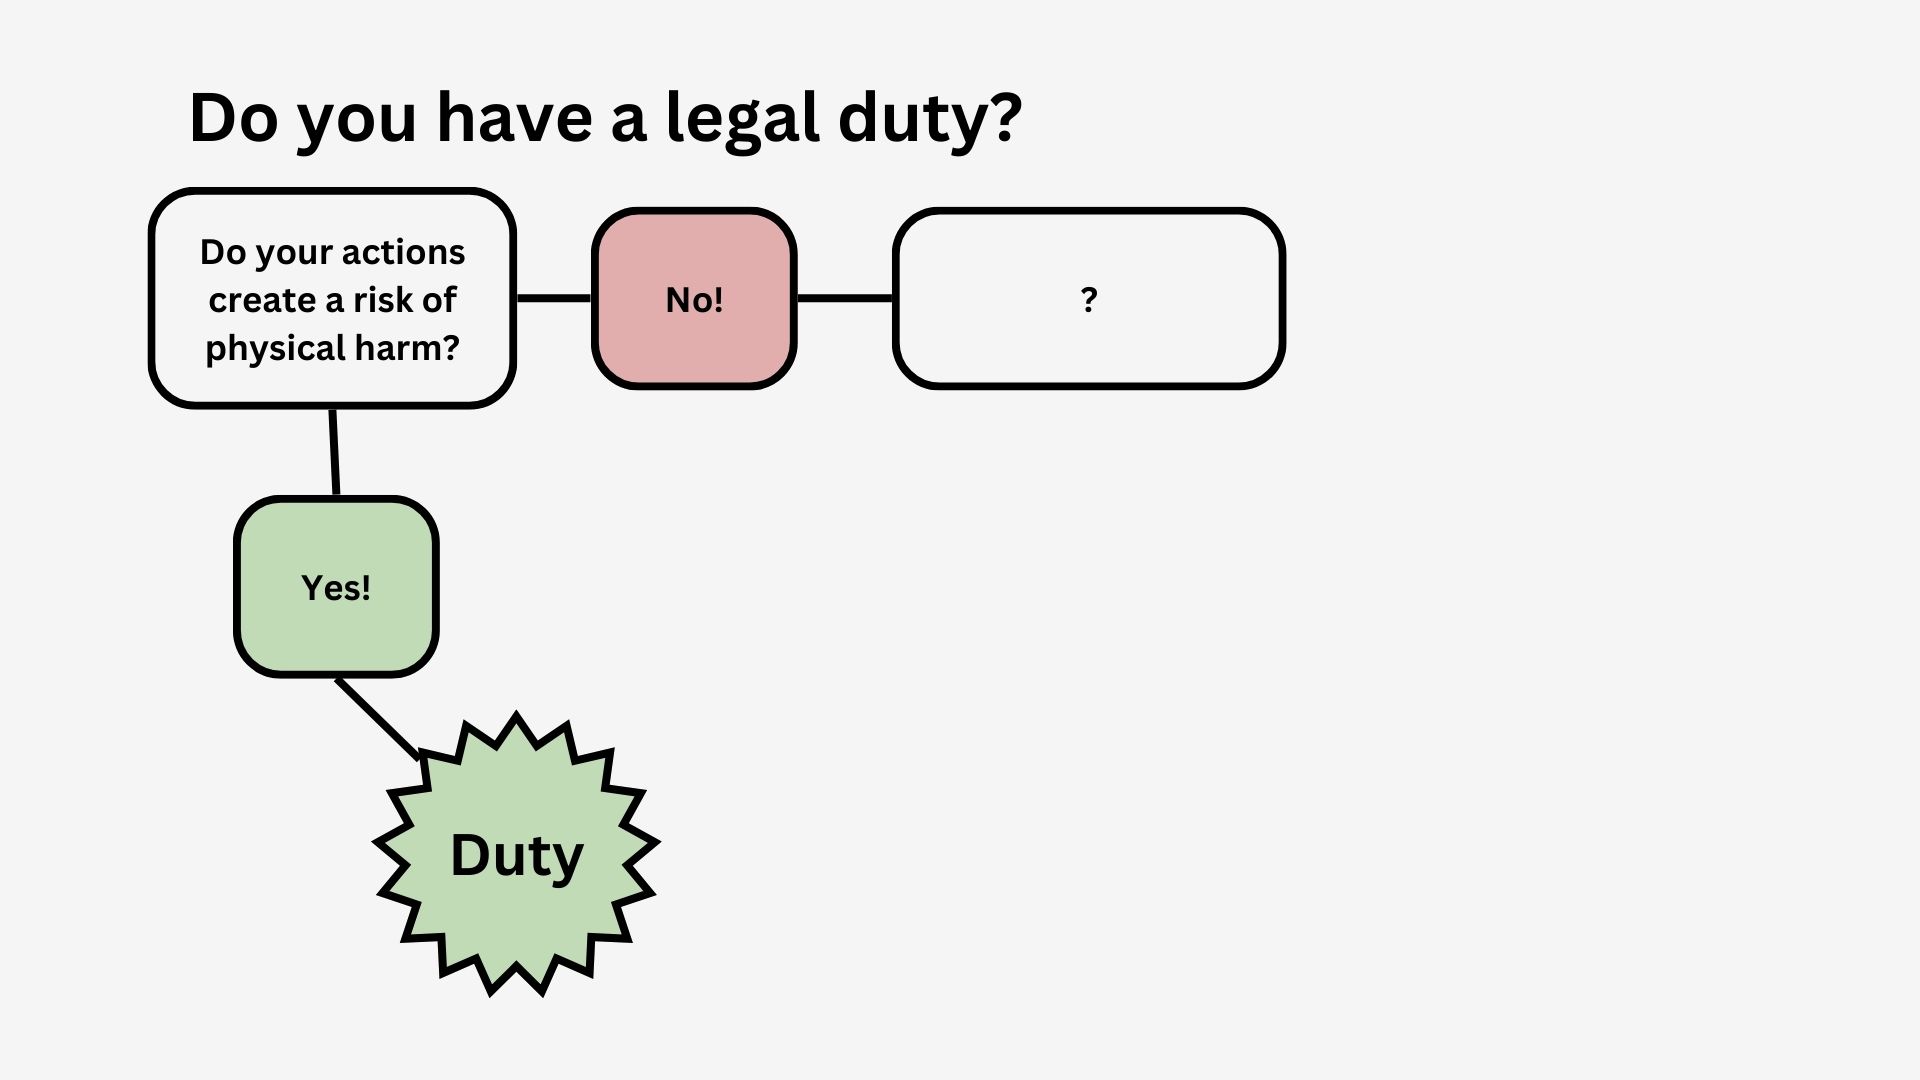 Do you have a legal duty?
Do your actions
create a risk of
physical harm?
No!
?
Yes!
Duty